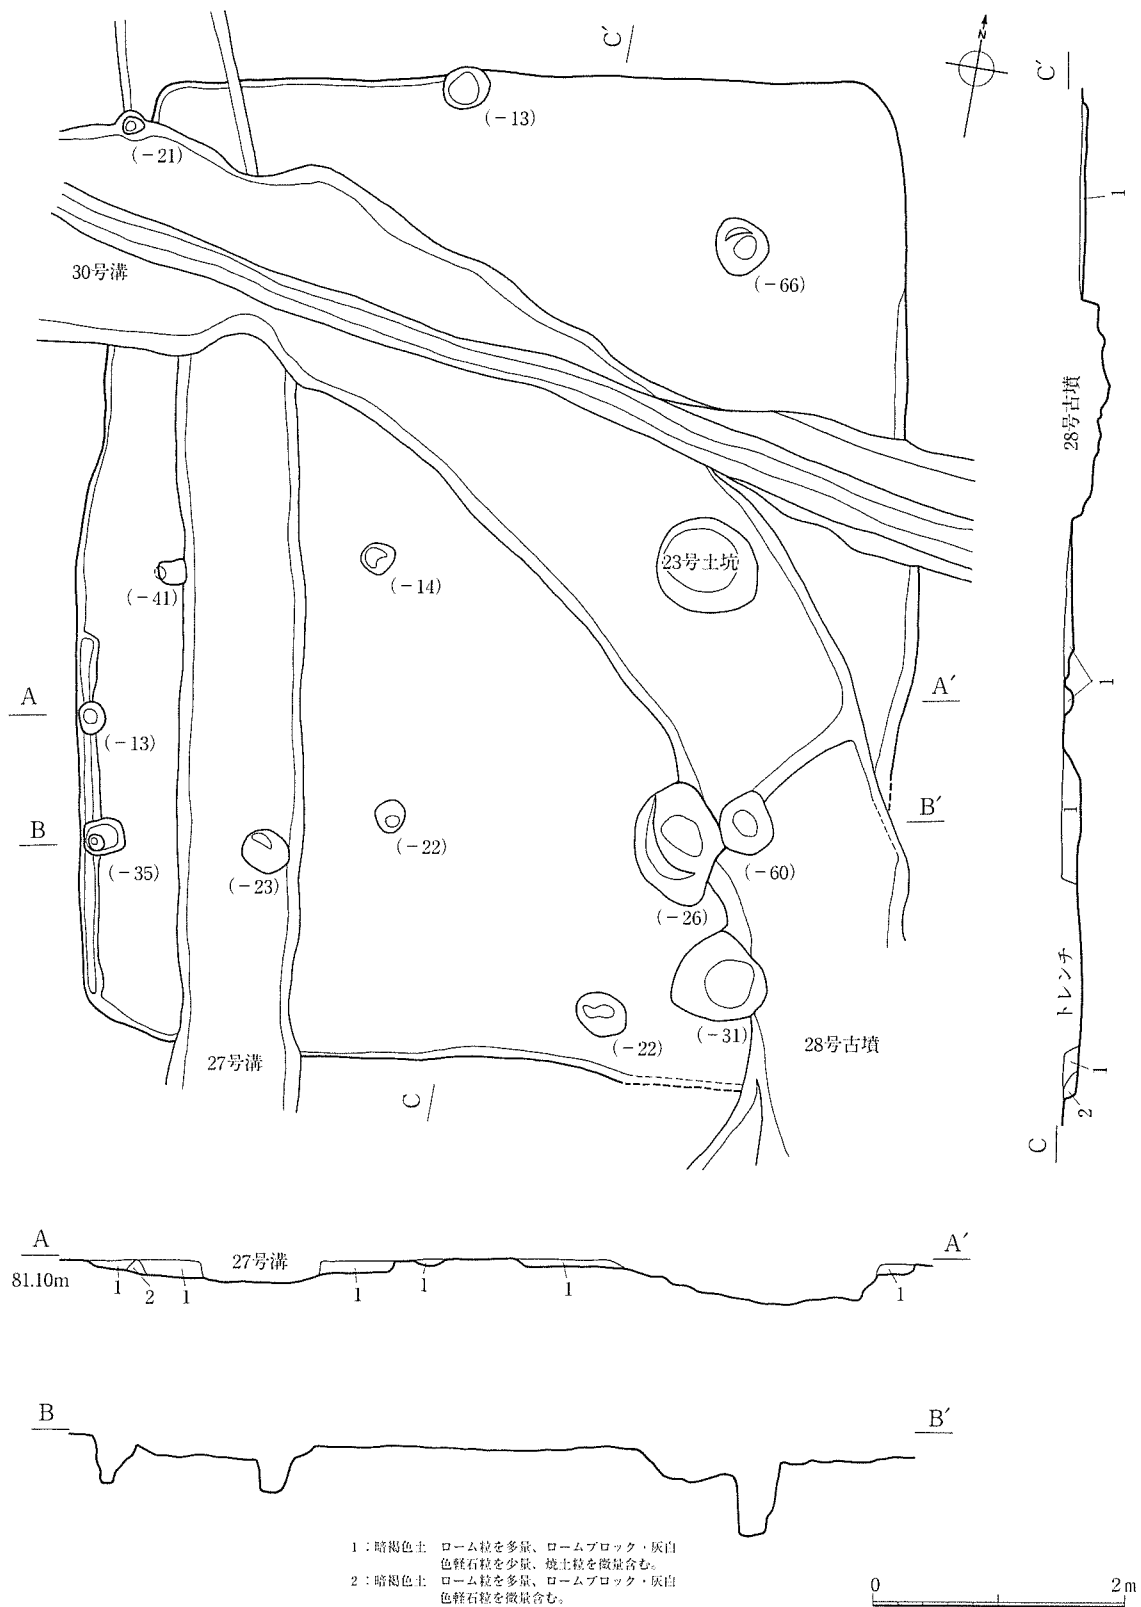 C′
N
C′
(-13)
(-21)
1
(-66)
30号溝
28号古墳
(-14)
23号土坑
(-41)
A
A′
1
(-13)
B
B′
1
(-22)
(-35)
(-23)
(-60)
(-26)
トレンチ
(-22)
(-31)
28号古墳
27号溝
1
C
2
C
A
27号溝
A′
81.10m
1
2
1
1
1
1
1
B
B′
1：暗褐色土 ローム粒を多量、ロームブロック・灰白
色軽石粒を少量、焼土粒を微量含む。
2：暗褐色土 ローム粒を多量、ロームブロック・灰白
色軽石粒を微量含む。
0
2m